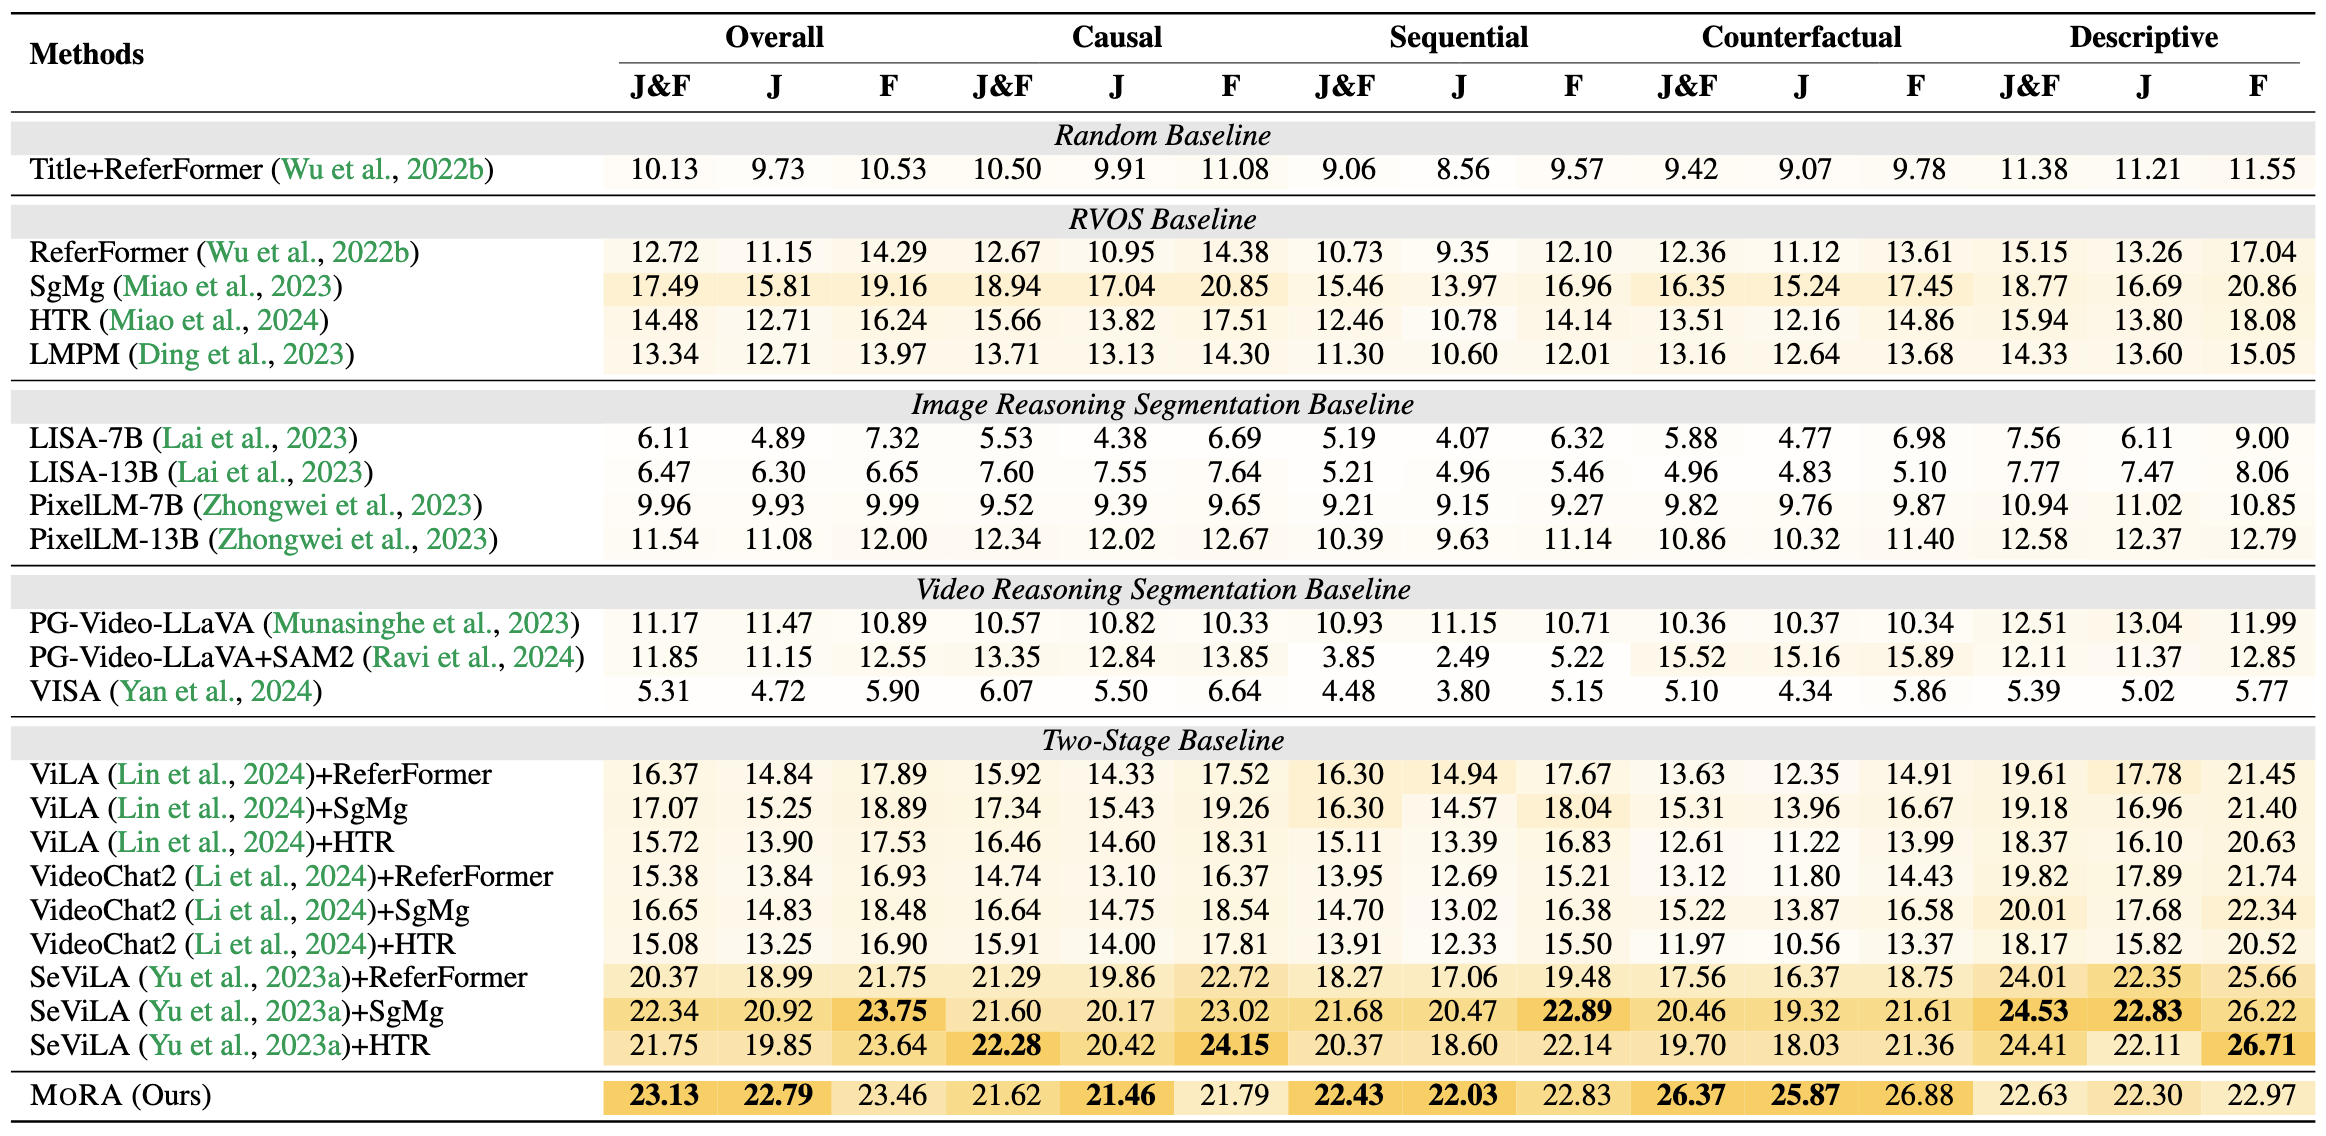 Methods Overall Causal Sequential Counterfactual Descriptive
J&F J F J&F J F J&F J F J&F J F J&F J F
Random Baseline
Title+ReferFormer (Wu et al., 2022b) 10.13 9.73 10.53 10.50 9.91 11.08 9.06 8.56 9.57 9.42 9.07 9.78 11.38 11.21 11.55
RVOS Baseline
ReferFormer (Wu et al., 2022b) 12.72 11.15 14.29 12.67 10.95 14.38 10.73 9.35 12.10 12.36 11.12 13.61 15.15 13.26 17.04
SgMg (Miao et al., 2023) 17.49 15.81 19.16 18.94 17.04 20.85 15.46 13.97 16.96 16.35 15.24 17.45 18.77 16.69 20.86
HTR (Miao et al., 2024) 14.48 12.71 16.24 15.66 13.82 17.51 12.46 10.78 14.14 13.51 12.16 14.86 15.94 13.80 18.08
LMPM (Ding et al., 2023) 13.34 12.71 13.97 13.71 13.13 14.30 11.30 10.60 12.01 13.16 12.64 13.68 14.33 13.60 15.05
Image Reasoning Segmentation Baseline
LISA-7B (Lai et al., 2023) 6.11 4.89 7.32 5.53 4.38 6.69 5.19 4.07 6.32 5.88 4.77 6.98 7.56 6.11 9.00
LISA-13B (Lai et al., 2023) 6.47 6.30 6.65 7.60 7.55 7.64 5.21 4.96 5.46 4.96 4.83 5.10 7.77 7.47 8.06
PixelLM-7B (Zhongwei et al., 2023) 9.96 9.93 9.99 9.52 9.39 9.65 9.21 9.15 9.27 9.82 9.76 9.87 10.94 11.02 10.85
PixelLM-13B (Zhongwei et al., 2023) 11.54 11.08 12.00 12.34 12.02 12.67 10.39 9.63 11.14 10.86 10.32 11.40 12.58 12.37 12.79
Video Reasoning Segmentation Baseline
PG-Video-LLaVA (Munasinghe et al., 2023) 11.17 11.47 10.89 10.57 10.82 10.33 10.93 11.15 10.71 10.36 10.37 10.34 12.51 13.04 11.99
PG-Video-LLaVA+SAM2 (Ravi et al., 2024) 11.85 11.15 12.55 13.35 12.84 13.85 3.85 2.49 5.22 15.52 15.16 15.89 12.11 11.37 12.85
VISA (Yan et al., 2024) 5.31 4.72 5.90 6.07 5.50 6.64 4.48 3.80 5.15 5.10 4.34 5.86 5.39 5.02 5.77
Two-Stage Baseline
ViLA (Lin et al., 2024)+ReferFormer 16.37 14.84 17.89 15.92 14.33 17.52 16.30 14.94 17.67 13.63 12.35 14.91 19.61 17.78 21.45
ViLA (Lin et al., 2024)+SgMg 17.07 15.25 18.89 17.34 15.43 19.26 16.30 14.57 18.04 15.31 13.96 16.67 19.18 16.96 21.40
ViLA (Lin et al., 2024)+HTR 15.72 13.90 17.53 16.46 14.60 18.31 15.11 13.39 16.83 12.61 11.22 13.99 18.37 16.10 20.63
VideoChat2 (Li et al., 2024)+ReferFormer 15.38 13.84 16.93 14.74 13.10 16.37 13.95 12.69 15.21 13.12 11.80 14.43 19.82 17.89 21.74
VideoChat2 (Li et al., 2024)+SgMg 16.65 14.83 18.48 16.64 14.75 18.54 14.70 13.02 16.38 15.22 13.87 16.58 20.01 17.68 22.34
VideoChat2 (Li et al., 2024)+HTR 15.08 13.25 16.90 15.91 14.00 17.81 13.91 12.33 15.50 11.97 10.56 13.37 18.17 15.82 20.52
SeViLA (Yu et al., 2023a)+ReferFormer 20.37 18.99 21.75 21.29 19.86 22.72 18.27 17.06 19.48 17.56 16.37 18.75 24.01 22.35 25.66
SeViLA (Yu et al., 2023a)+SgMg 22.34 20.92 23.75 21.60 20.17 23.02 21.68 20.47 22.89 20.46 19.32 21.61 24.53 22.83 26.22
SeViLA (Yu et al., 2023a)+HTR 21.75 19.85 23.64 22.28 20.42 24.15 20.37 18.60 22.14 19.70 18.03 21.36 24.41 22.11 26.71
MORA (Ours) 23.13 22.79 23.46 21.62 21.46 21.79 22.43 22.03 22.83 26.37 25.87 26.88 22.63 22.30 22.97